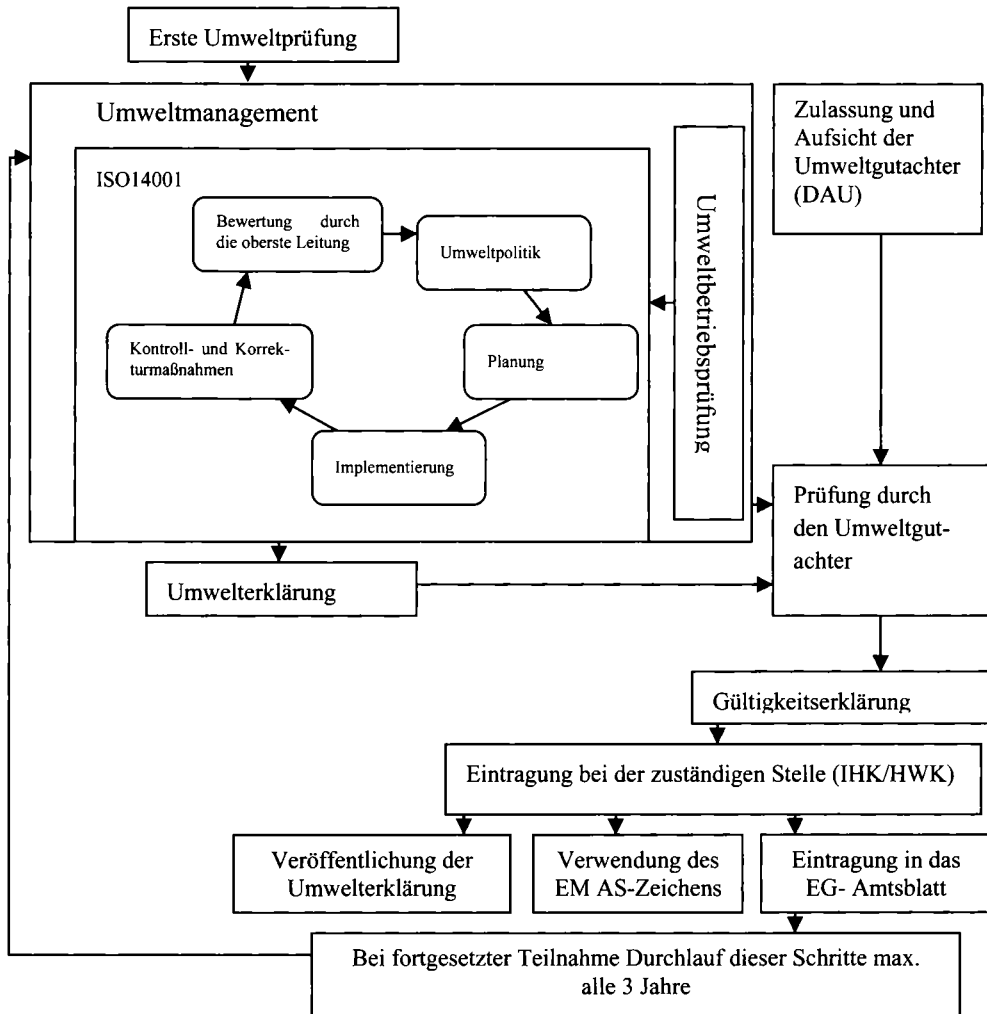 Erste Umweltprüfung
Umweltmanagement
ISO14001
Bewertung durch
die oberste Leitung
Umweltpolitik
Kontroll- und Korrek-
turmaßnahmen
Planung
Implementierung
Umweltbetriebsprüfung
Zulassung und
Aufsicht der
Umweltgutachter
(DAU)
Prüfung durch
den Umweltgut-
achter
Umwelterklärung
Gültigkeitserklärung
Eintragung bei der zuständigen Stelle (IHK/HWK)
Veröffentlichung der
Umwelterklärung
Verwendung des
EM AS-Zeichens
Eintragung in das
EG- Amtsblatt
Bei fortgesetzter Teilnahme Durchlauf dieser Schritte max.
alle 3 Jahre